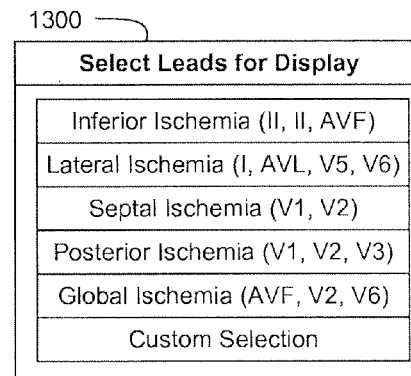 1300
Select Leads for Display
Inferior Ischemia (II, II, AVF)
Lateral Ischemia (I, AVL, V5, V6)
Septal Ischemia (V1, V2)
Posterior Ischemia (V1, V2, V3)
Global Ischemia (AVF, V2, V6)
Custom Selection